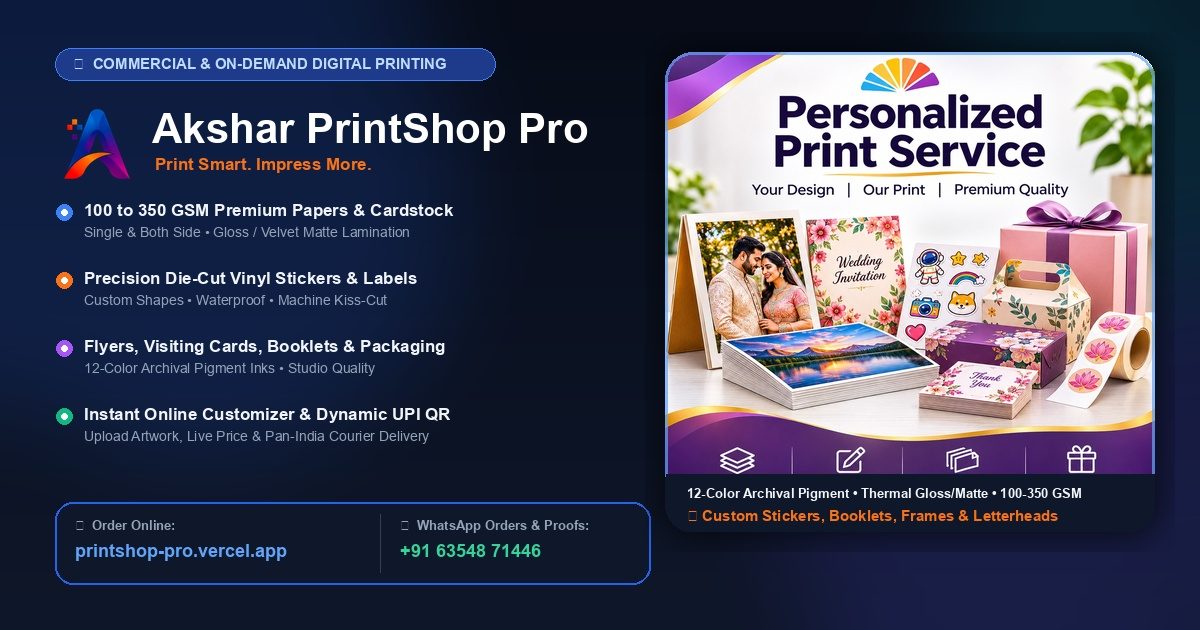 COMMERCIAL & ON-DEMAND DIGITAL PRINTING
Akshar PrintShop Pro
Print Smart. Impress More.
100 to 350 GSM Premium Papers & Cardstock
Single & Both Side • Gloss / Velvet Matte Lamination
Precision Die-Cut Vinyl Stickers & Labels
Custom Shapes • Waterproof • Machine Kiss-Cut
Flyers, Visiting Cards, Booklets & Packaging
12-Color Archival Pigment Inks • Studio Quality
Instant Online Customizer & Dynamic UPI QR
Upload Artwork, Live Price & Pan-India Courier Delivery
Order Online:
printshop-pro.vercel.app
WhatsApp Orders & Proofs:
+91 63548 71446
Personalized
Print Service
Your Design | Our Print | Premium Quality
Wedding
Invitation
Thank
You
12-Color Archival Pigment • Thermal Gloss/Matte • 100-350 GSM
Custom Stickers, Booklets, Frames & Letterheads